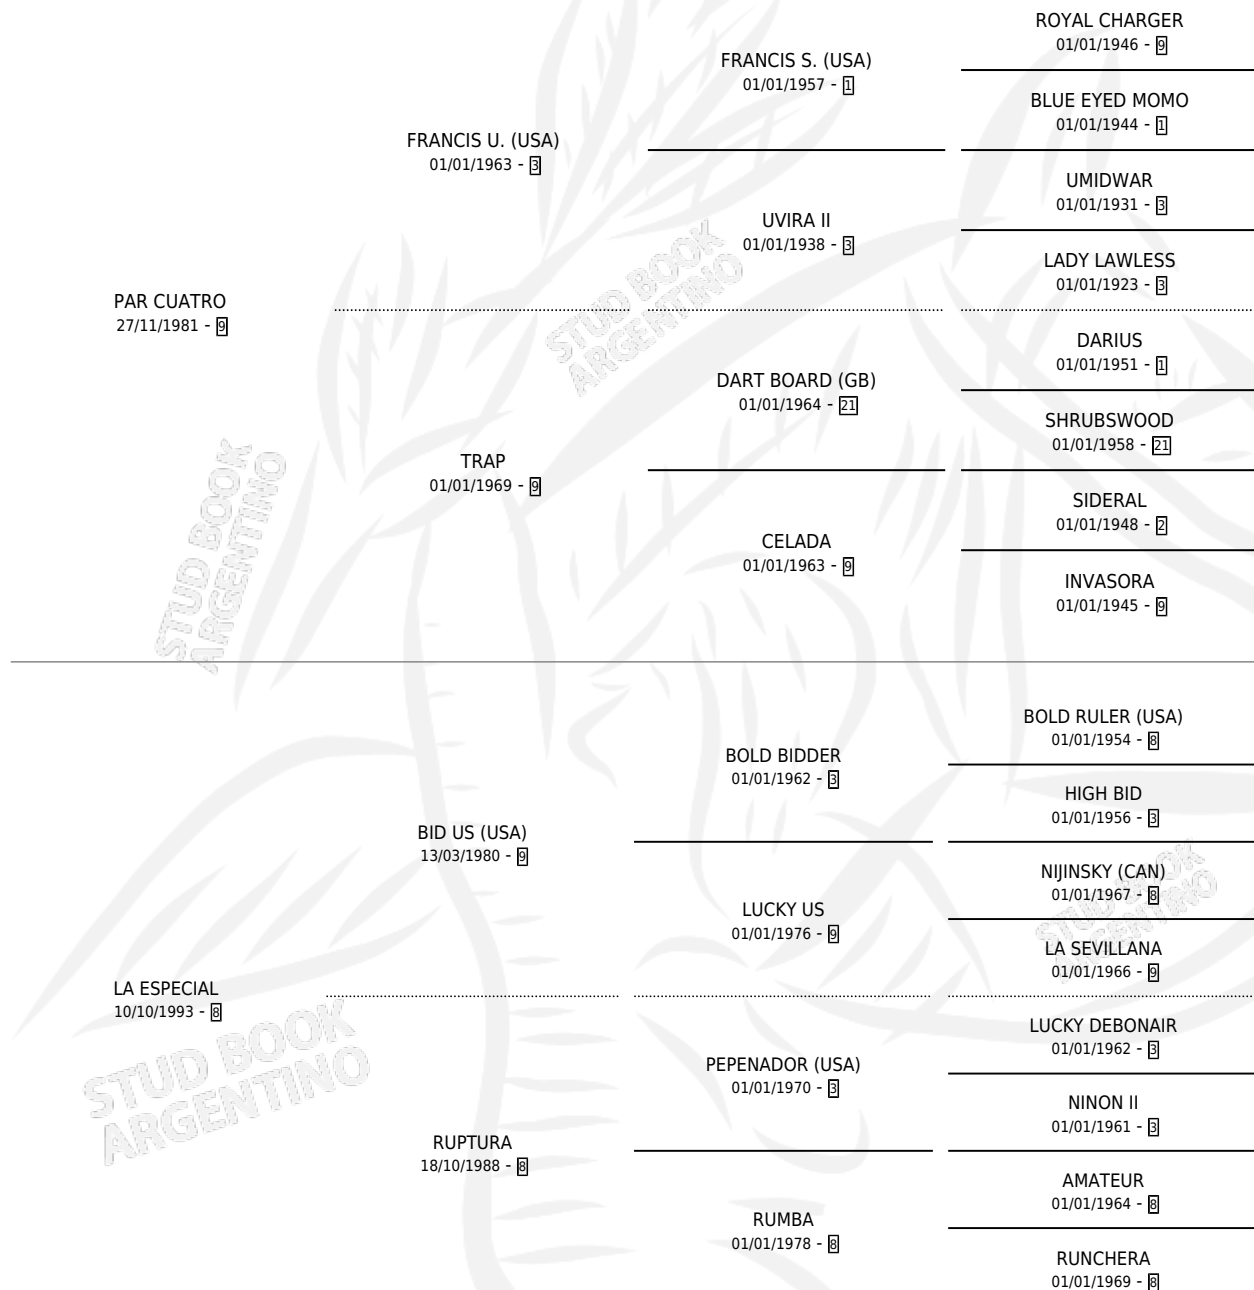 ROYAL CHARGER
01/01/1946 - 9
FRANCIS S. (USA)
01/01/1957 - 1
BLUE EYED MOMO
01/01/1944 - 1
FRANCIS U. (USA)
01/01/1963 - 3
UMIDWAR
01/01/1931 - 3
UVIRA II
01/01/1938 - 3
LADY LAWLESS
01/01/1923 - 3
PAR CUATRO
27/11/1981 - 9
DARIUS
01/01/1951 - 1
DART BOARD (GB)
01/01/1964 - 21
SHRUBSWOOD
01/01/1958 - 21
TRAP
01/01/1969 - 9
SIDERAL
01/01/1948 - 2
CELADA
01/01/1963 - 9
INVASORA
01/01/1945 - 9
STUD BOOK
ARGENTINO
STUD BOOK
ARGENTINO
BOLD RULER (USA)
01/01/1954 - 8
BOLD BIDDER
01/01/1962 - 3
HIGH BID
01/01/1956 - 3
BID US (USA)
13/03/1980 - 9
NIJINSKY (CAN)
01/01/1967 - 8
LUCKY US
01/01/1976 - 9
LA SEVILLANA
01/01/1966 - 9
LA ESPECIAL
10/10/1993 - 8
LUCKY DEBONAIR
01/01/1962 - 3
PEPENADOR (USA)
01/01/1970 - 3
NINON II
01/01/1961 - 3
RUPTURA
18/10/1988 - 8
AMATEUR
01/01/1964 - 8
RUMBA
01/01/1978 - 8
RUNCHERA
01/01/1969 - 8
STUD BOOK
ARGENTINO
STUD BOOK
ARGENTINO